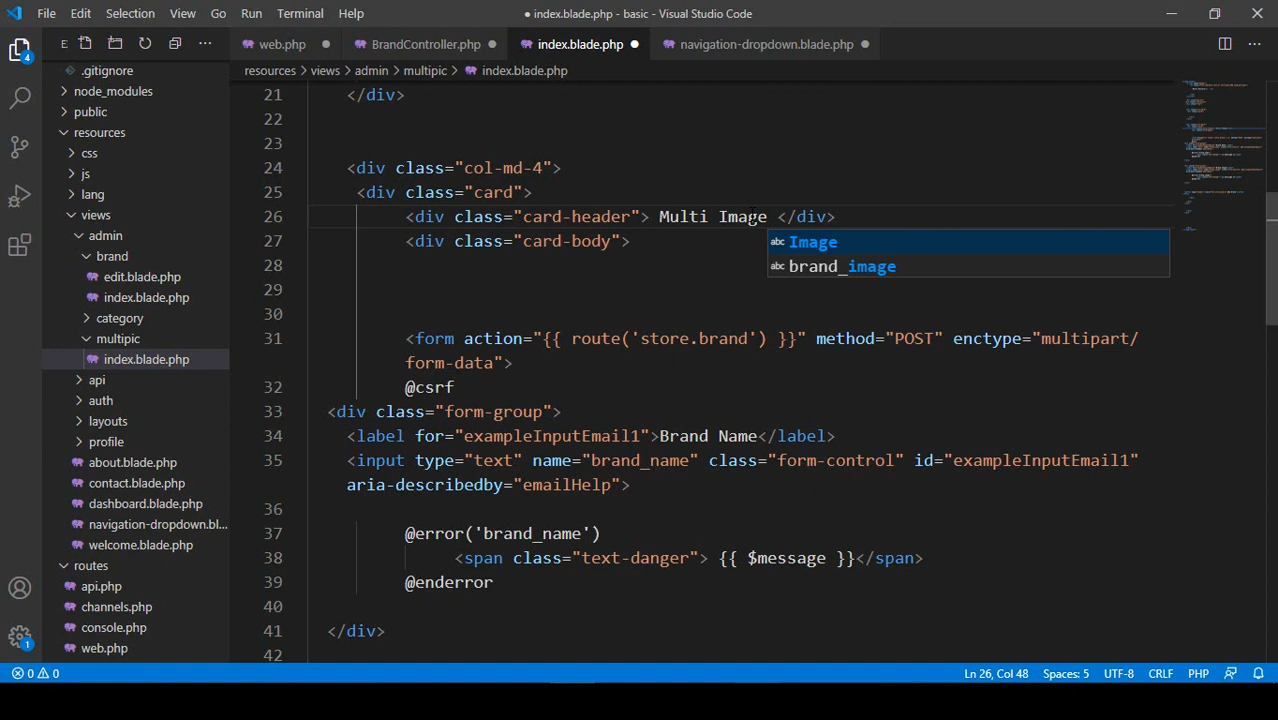 File Edit Selection View Go Run Terminal Help
● index.blade.php - basic - Visual Studio Code
E
web.php
BrandController.php
index.blade.php
navigation-dropdown.blade.php
resources > views > admin > multipic > index.blade.php
4
.gitignore
node_modules
public
resources
css
js
lang
views
admin
brand
edit.blade.php
index.blade.php
category
multipic
index.blade.php
api
auth
layouts
profile
about.blade.php
contact.blade.php
dashboard.blade.php
navigation-dropdown.bl...
welcome.blade.php
routes
api.php
channels.php
console.php
web.php
1
21 </div>
22
23
24 <div class="col-md-4">
25 <div class="card">
26 <div class="card-header"> Multi Image </div>
27 <div class="card-body">
abc Image
abc brand_image
28
29
30
31 <form action="{{ route('store.brand') }}" method="POST" enctype="multipart/
form-data">
32 @csrf
33 <div class="form-group">
34 <label for="exampleInputEmail1">Brand Name</label>
35 <input type="text" name="brand_name" class="form-control" id="exampleInputEmail1"
aria-describedby="emailHelp">
36
37 @error('brand_name')
38 <span class="text-danger"> {{ $message }}</span>
39 @enderror
40
41 </div>
42
0 0
Ln 26, Col 48 Spaces: 5 UTF-8 CRLF PHP